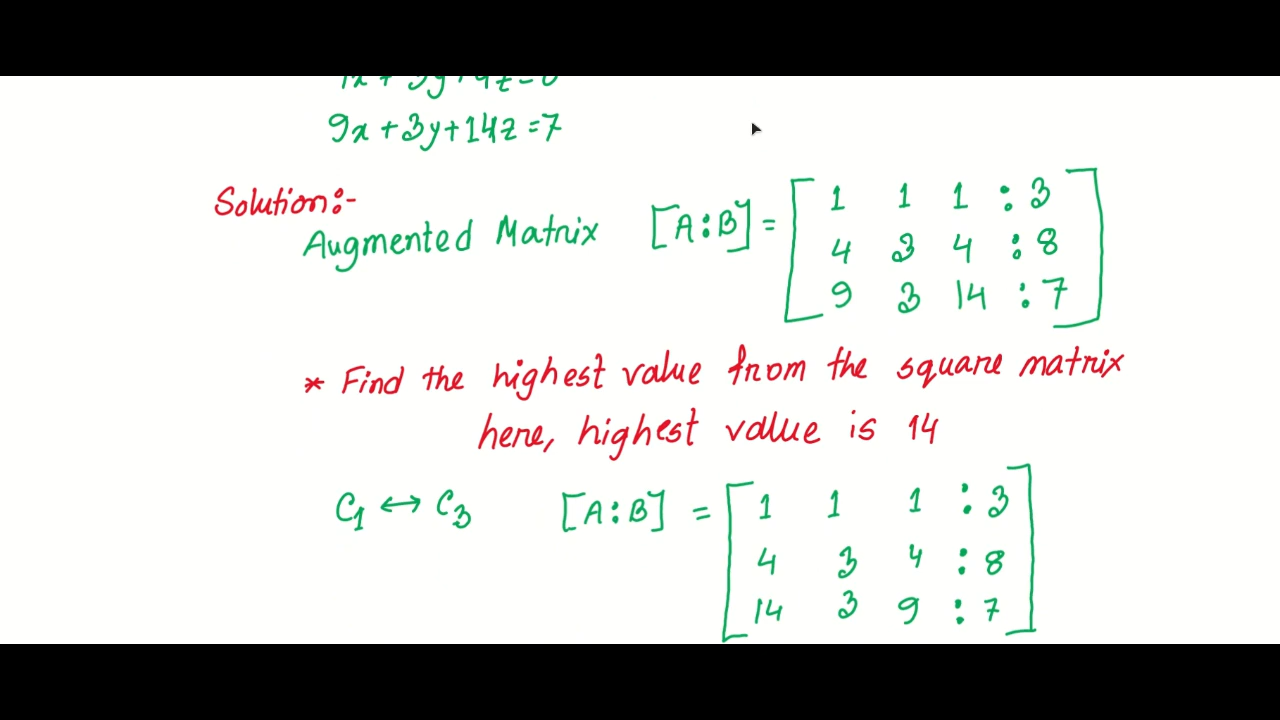 9x + 3y + 14z = 7
Solution:-
Augmented Matrix [A:B] =
1 1 1 : 3
4 3 4 : 8
9 3 14 : 7
* Find the highest value from the square matrix
here, highest value is 14
C1 ↔ C3 [A:B] =
1 1 1 : 3
4 3 4 : 8
14 3 9 : 7